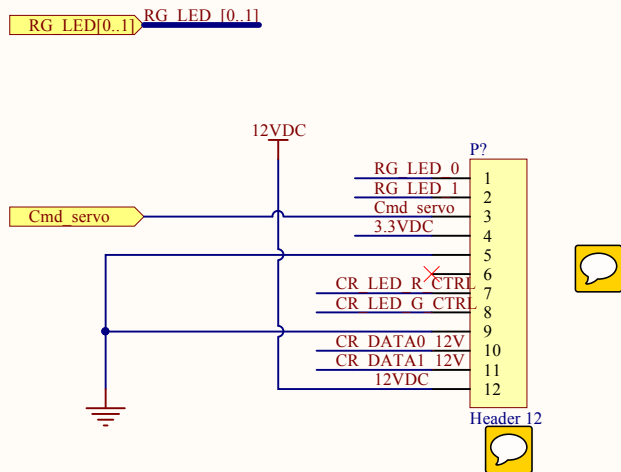 RG_LED[0..1]
RG_LED_[0..1]
12VDC
P?
RG_LED_0
1
RG_LED_1
2
Cmd_servo
Cmd_servo
3
3.3VDC
4
5
6
CR_LED_R_CTRL
7
CR_LED_G_CTRL
8
9
CR_DATA0_12V
10
CR_DATA1_12V
11
12VDC
12
Header 12